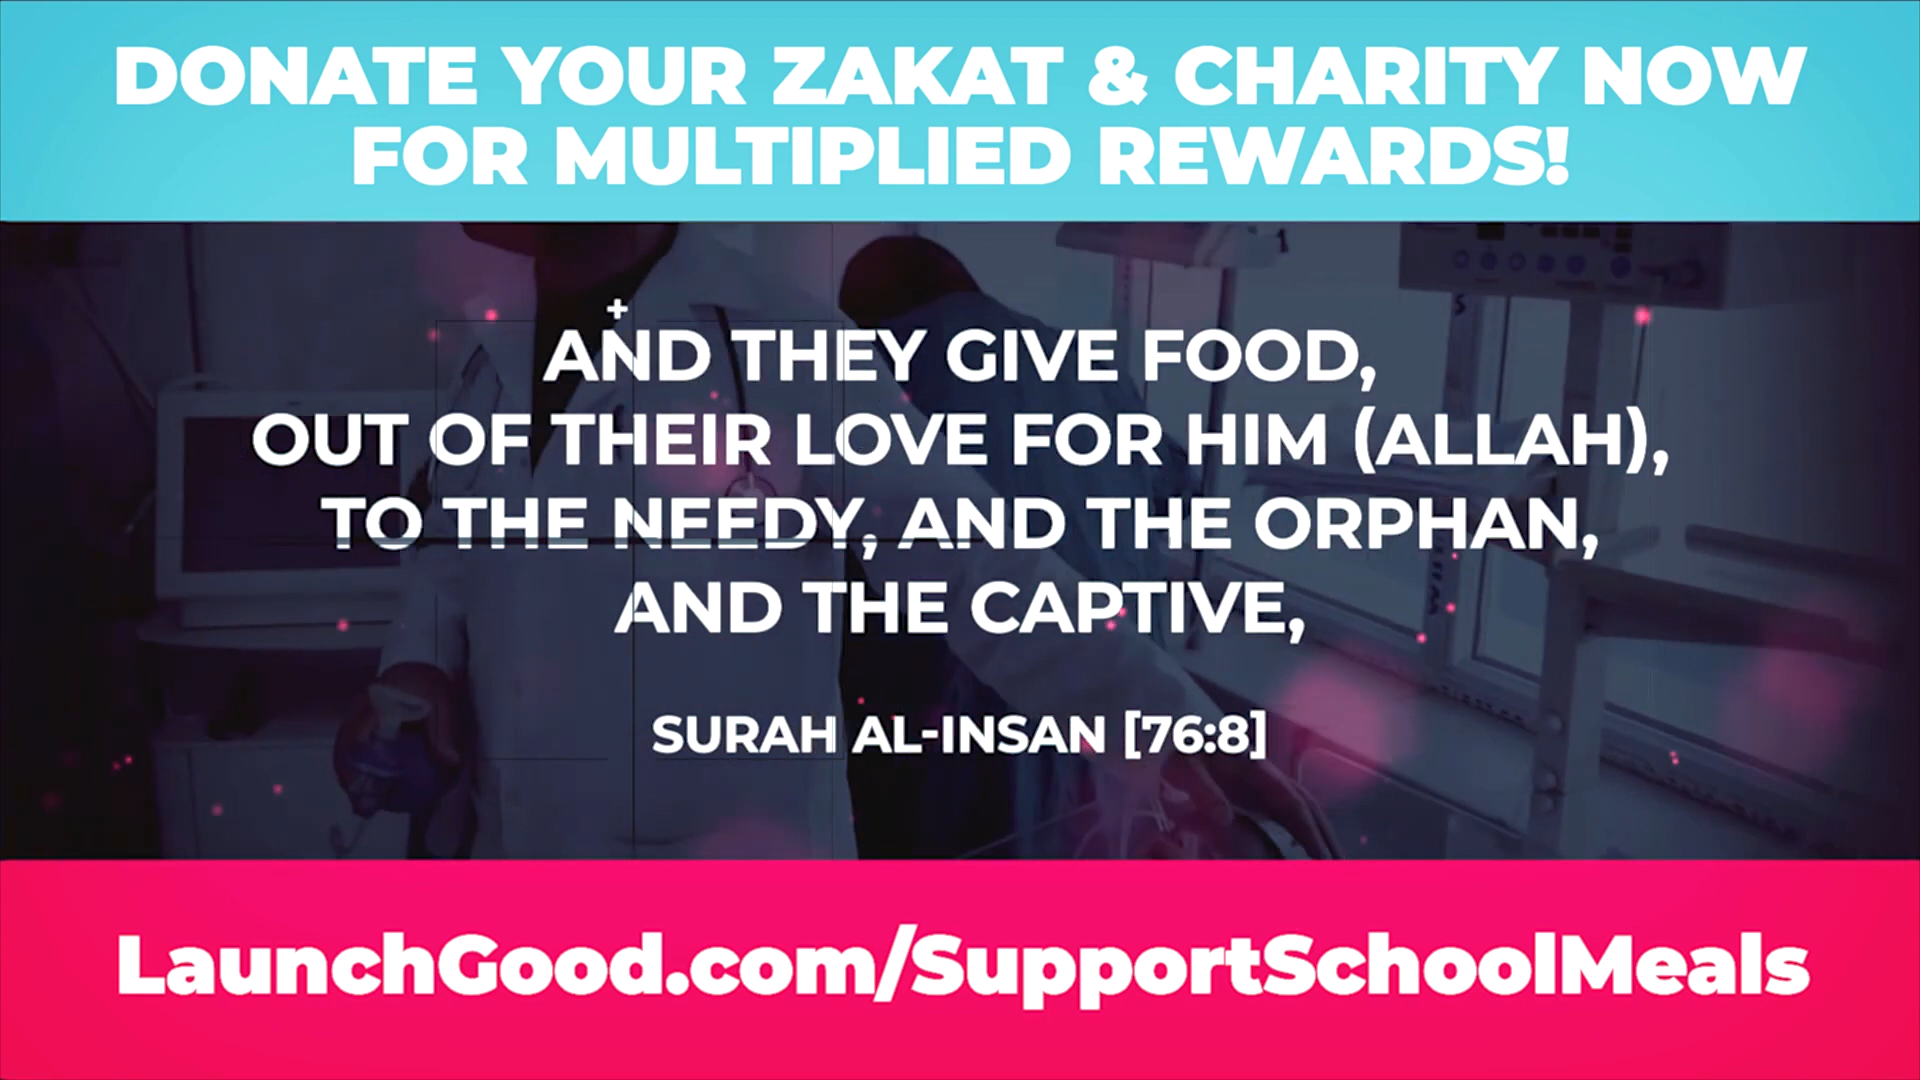 DONATE YOUR ZAKAT & CHARITY NOW
FOR MULTIPLIED REWARDS!
AND THEY GIVE FOOD,
OUT OF THEIR LOVE FOR HIM (ALLAH),
TO THE NEEDY, AND THE ORPHAN,
AND THE CAPTIVE,
SURAH AL-INSAN [76:8]
LaunchGood.com/SupportSchoolMeals